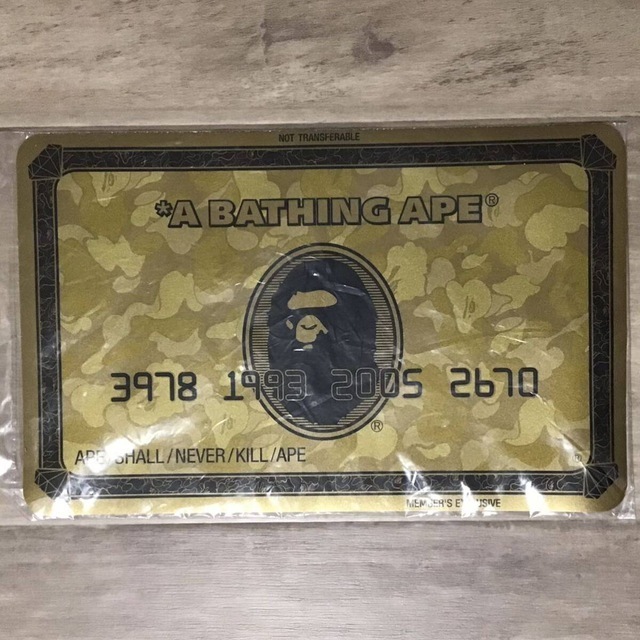 NOT TRANSFERABLE
*A BATHING APE®
3978 1993 2005 2670
®
APE/SHALL/NEVER/KILL/APE
®
MEMBER'S EXCLUSIVE